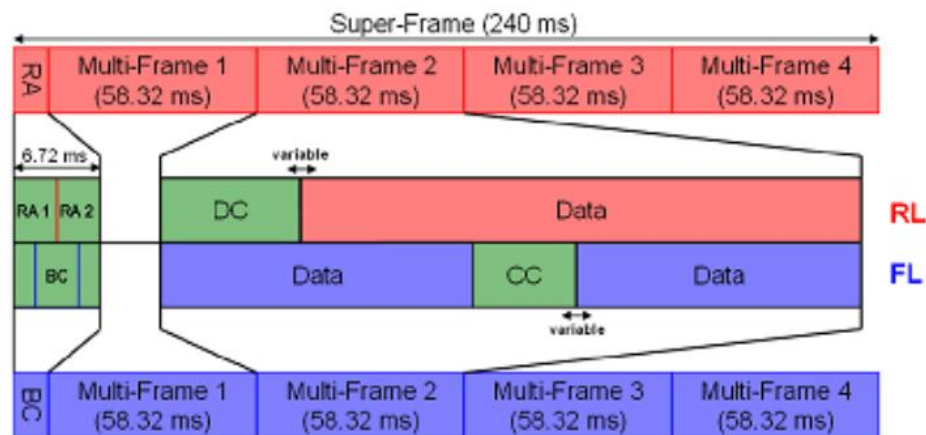 Super-Frame (240 ms)
RA
Multi-Frame 1
(58.32 ms)
Multi-Frame 2
(58.32 ms)
Multi-Frame 3
(58.32 ms)
Multi-Frame 4
(58.32 ms)
6.72 ms
variable
RA 1
RA 2
DC
Data
RL
BC
Data
CC
Data
FL
variable
BC
Multi-Frame 1
(58.32 ms)
Multi-Frame 2
(58.32 ms)
Multi-Frame 3
(58.32 ms)
Multi-Frame 4
(58.32 ms)